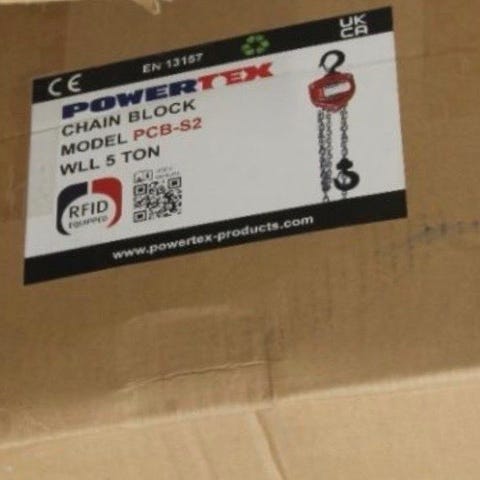 CE EN 13157 UK
CA
POWERTEX
CHAIN BLOCK
MODEL PCB-S2
WLL 5 TON
RFID
EQUIPPED
www.powertex-products.com